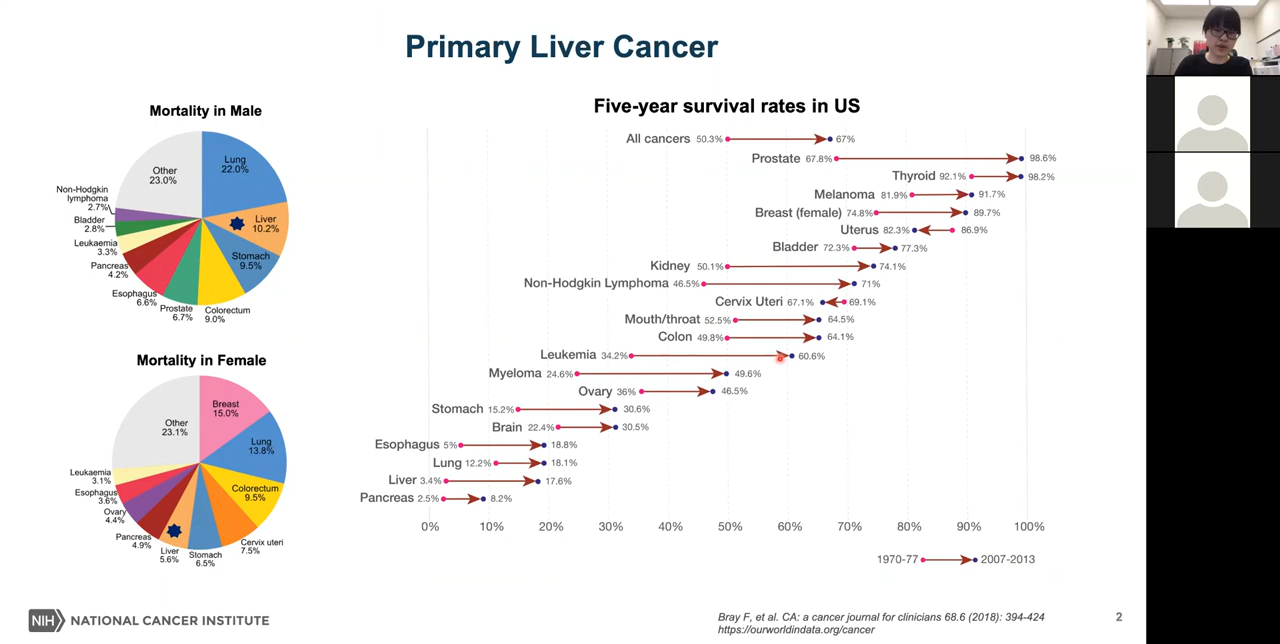 Primary Liver Cancer
Mortality in Male
Lung
22.0%
Liver
10.2%
Stomach
9.5%
Colorectum
9.0%
Prostate
6.7%
Esophagus
6.6%
Pancreas
4.2%
Leukaemia
3.3%
Bladder
2.8%
Non-Hodgkin
lymphoma
2.7%
Other
23.0%
Mortality in Female
Breast
15.0%
Lung
13.8%
Colorectum
9.5%
Cervix uteri
7.5%
Stomach
6.5%
Liver
5.6%
Pancreas
4.9%
Ovary
4.4%
Esophagus
3.6%
Leukaemia
3.1%
Other
23.1%
Five-year survival rates in US
All cancers 50.3% 67%
Prostate 67.8% 98.6%
Thyroid 92.1% 98.2%
Melanoma 81.9% 91.7%
Breast (female) 74.8% 89.7%
Uterus 82.3% 86.9%
Bladder 72.3% 77.3%
Kidney 50.1% 74.1%
Non-Hodgkin Lymphoma 46.5% 71%
Cervix Uteri 67.1% 69.1%
Mouth/throat 52.5% 64.5%
Colon 49.8% 64.1%
Leukemia 34.2% 60.6%
Myeloma 24.6% 49.6%
Ovary 36% 46.5%
Stomach 15.2% 30.6%
Brain 22.4% 30.5%
Esophagus 5% 18.8%
Lung 12.2% 18.1%
Liver 3.4% 17.6%
Pancreas 2.5% 8.2%
0% 10% 20% 30% 40% 50% 60% 70% 80% 90% 100%
1970-77 2007-2013
NIH NATIONAL CANCER INSTITUTE
Bray F, et al. CA: a cancer journal for clinicians 68.6 (2018): 394-424
https://ourworldindata.org/cancer
2